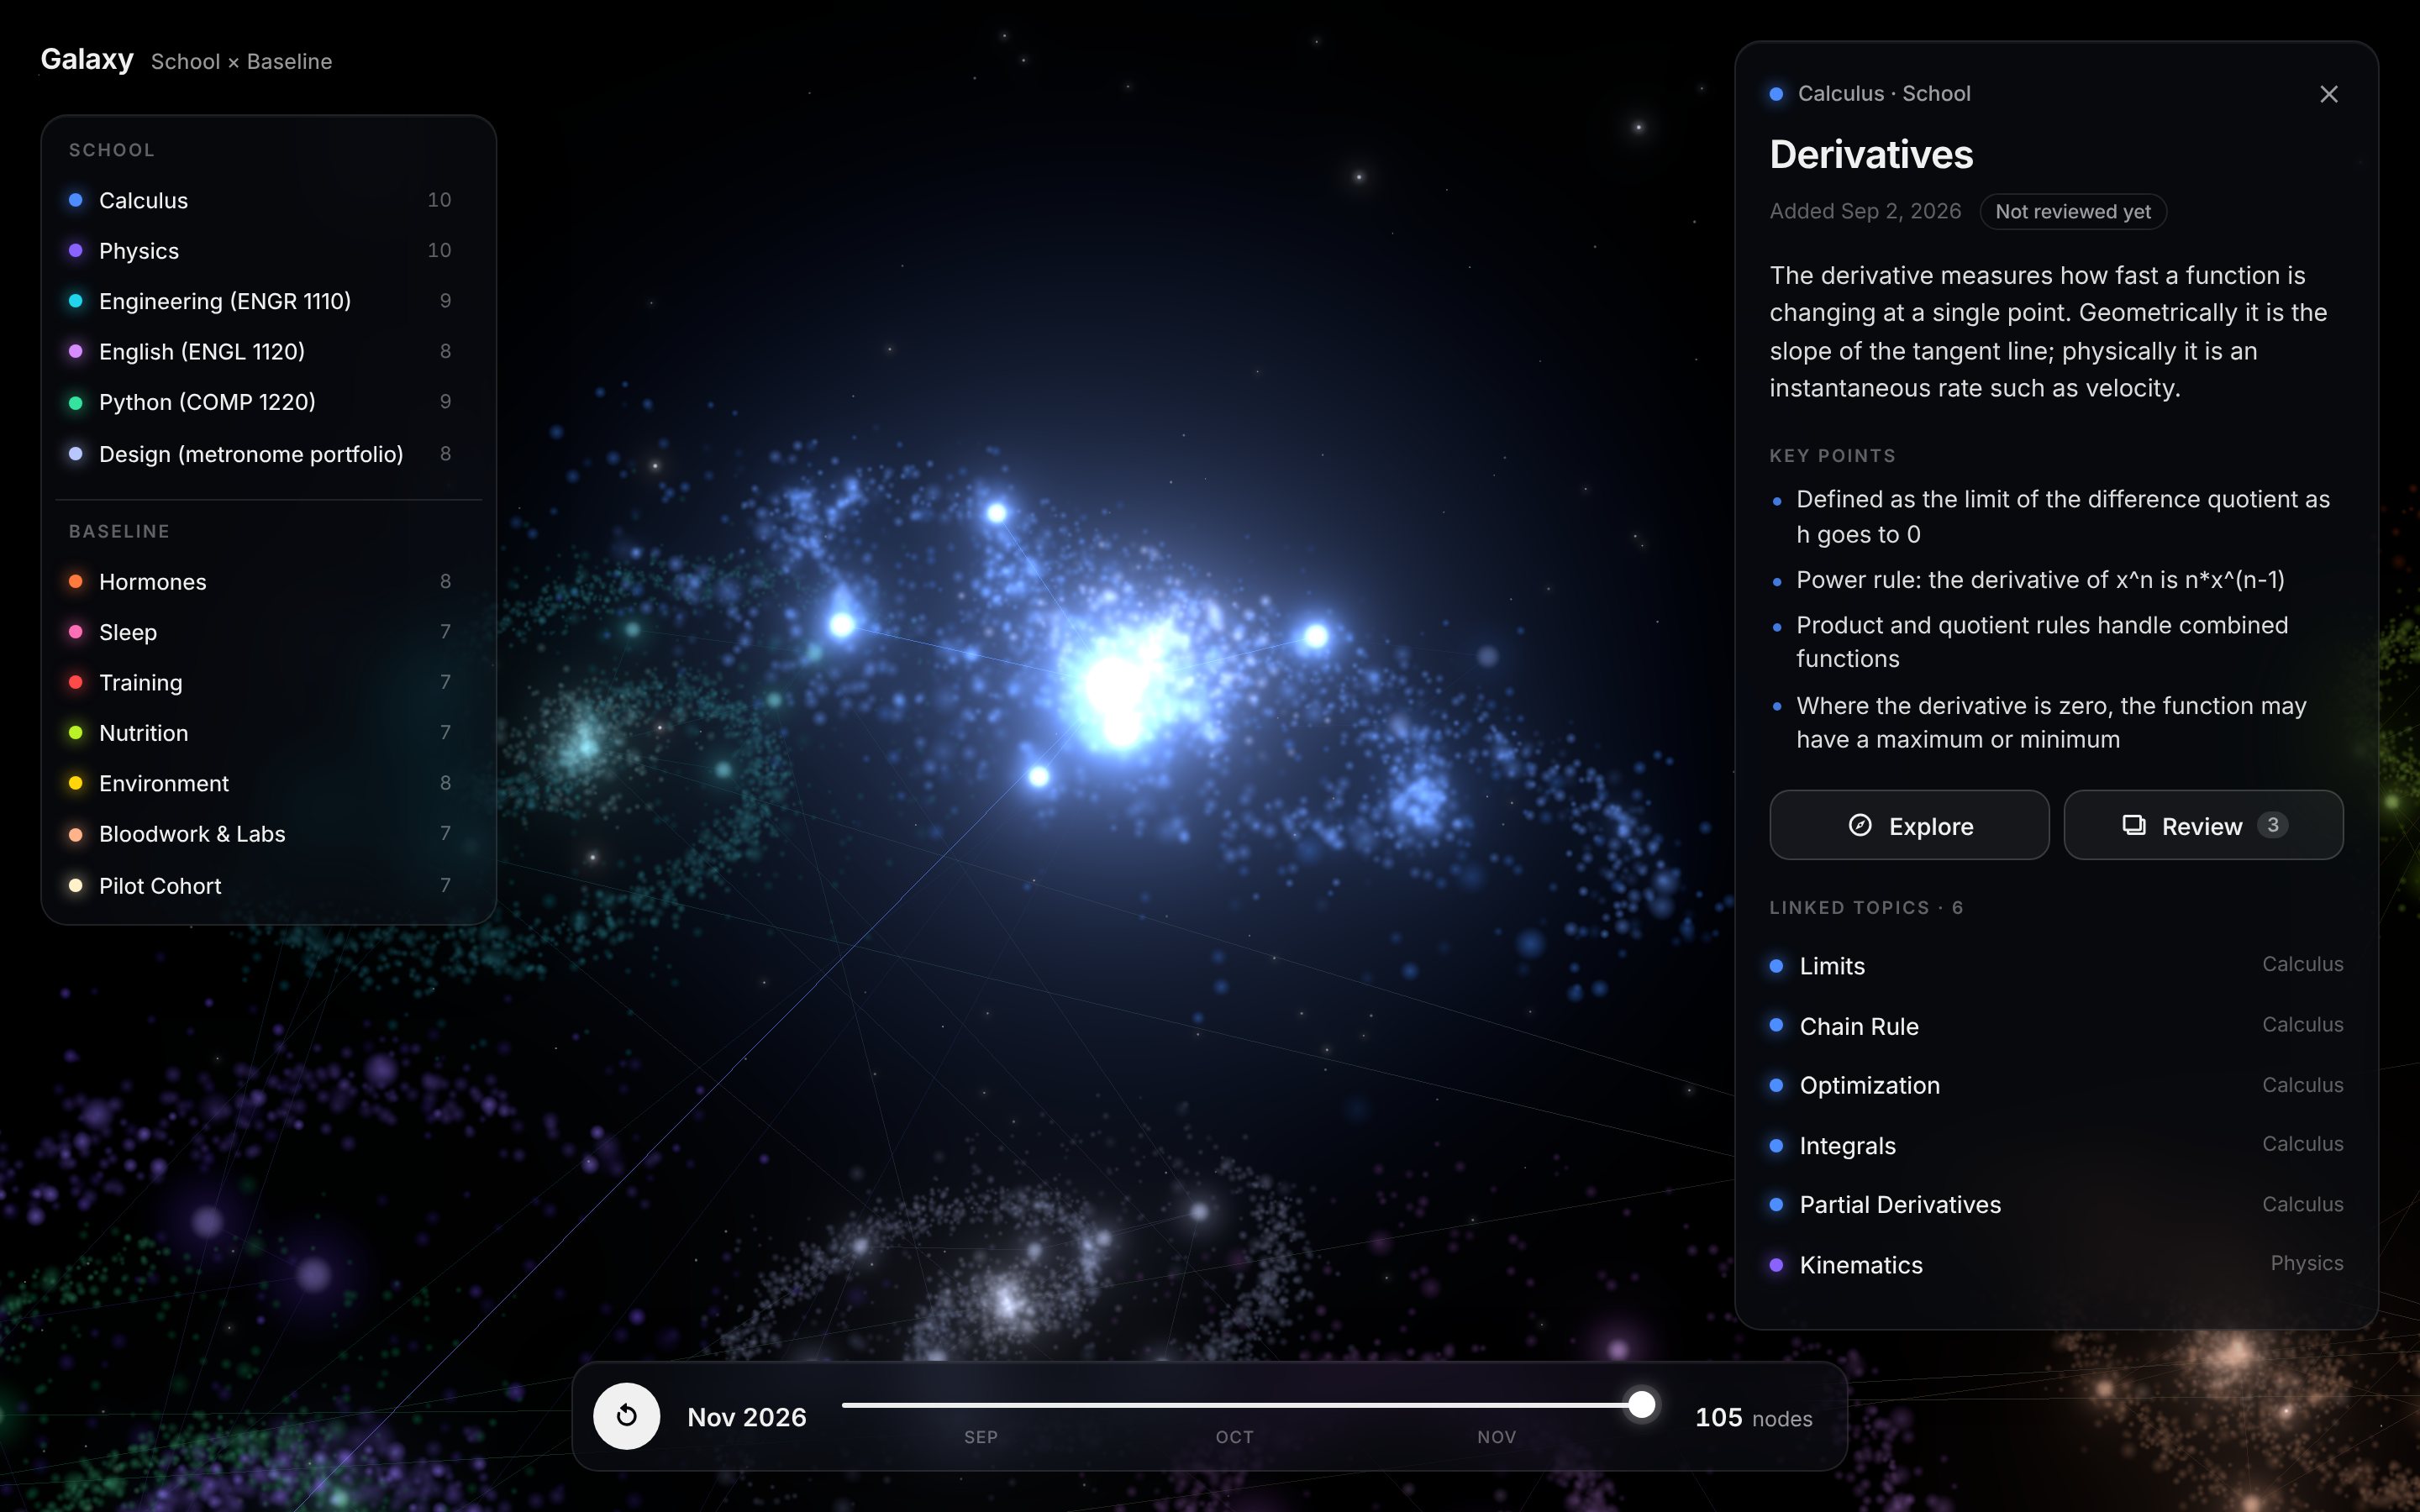 Galaxy School × Baseline
SCHOOL
Calculus 10
Physics 10
Engineering (ENGR 1110) 9
English (ENGL 1120) 8
Python (COMP 1220) 9
Design (metronome portfolio) 8
BASELINE
Hormones 8
Sleep 7
Training 7
Nutrition 7
Environment 8
Bloodwork & Labs 7
Pilot Cohort 7
Calculus · School
Derivatives
Added Sep 2, 2026 Not reviewed yet
The derivative measures how fast a function is
changing at a single point. Geometrically it is the
slope of the tangent line; physically it is an
instantaneous rate such as velocity.
KEY POINTS
• Defined as the limit of the difference quotient as
h goes to 0
• Power rule: the derivative of x^n is n*x^(n-1)
• Product and quotient rules handle combined
functions
• Where the derivative is zero, the function may
have a maximum or minimum
Explore Review 3
LINKED TOPICS · 6
Limits Calculus
Chain Rule Calculus
Optimization Calculus
Integrals Calculus
Partial Derivatives Calculus
Kinematics Physics
Nov 2026 105 nodes
SEP OCT NOV